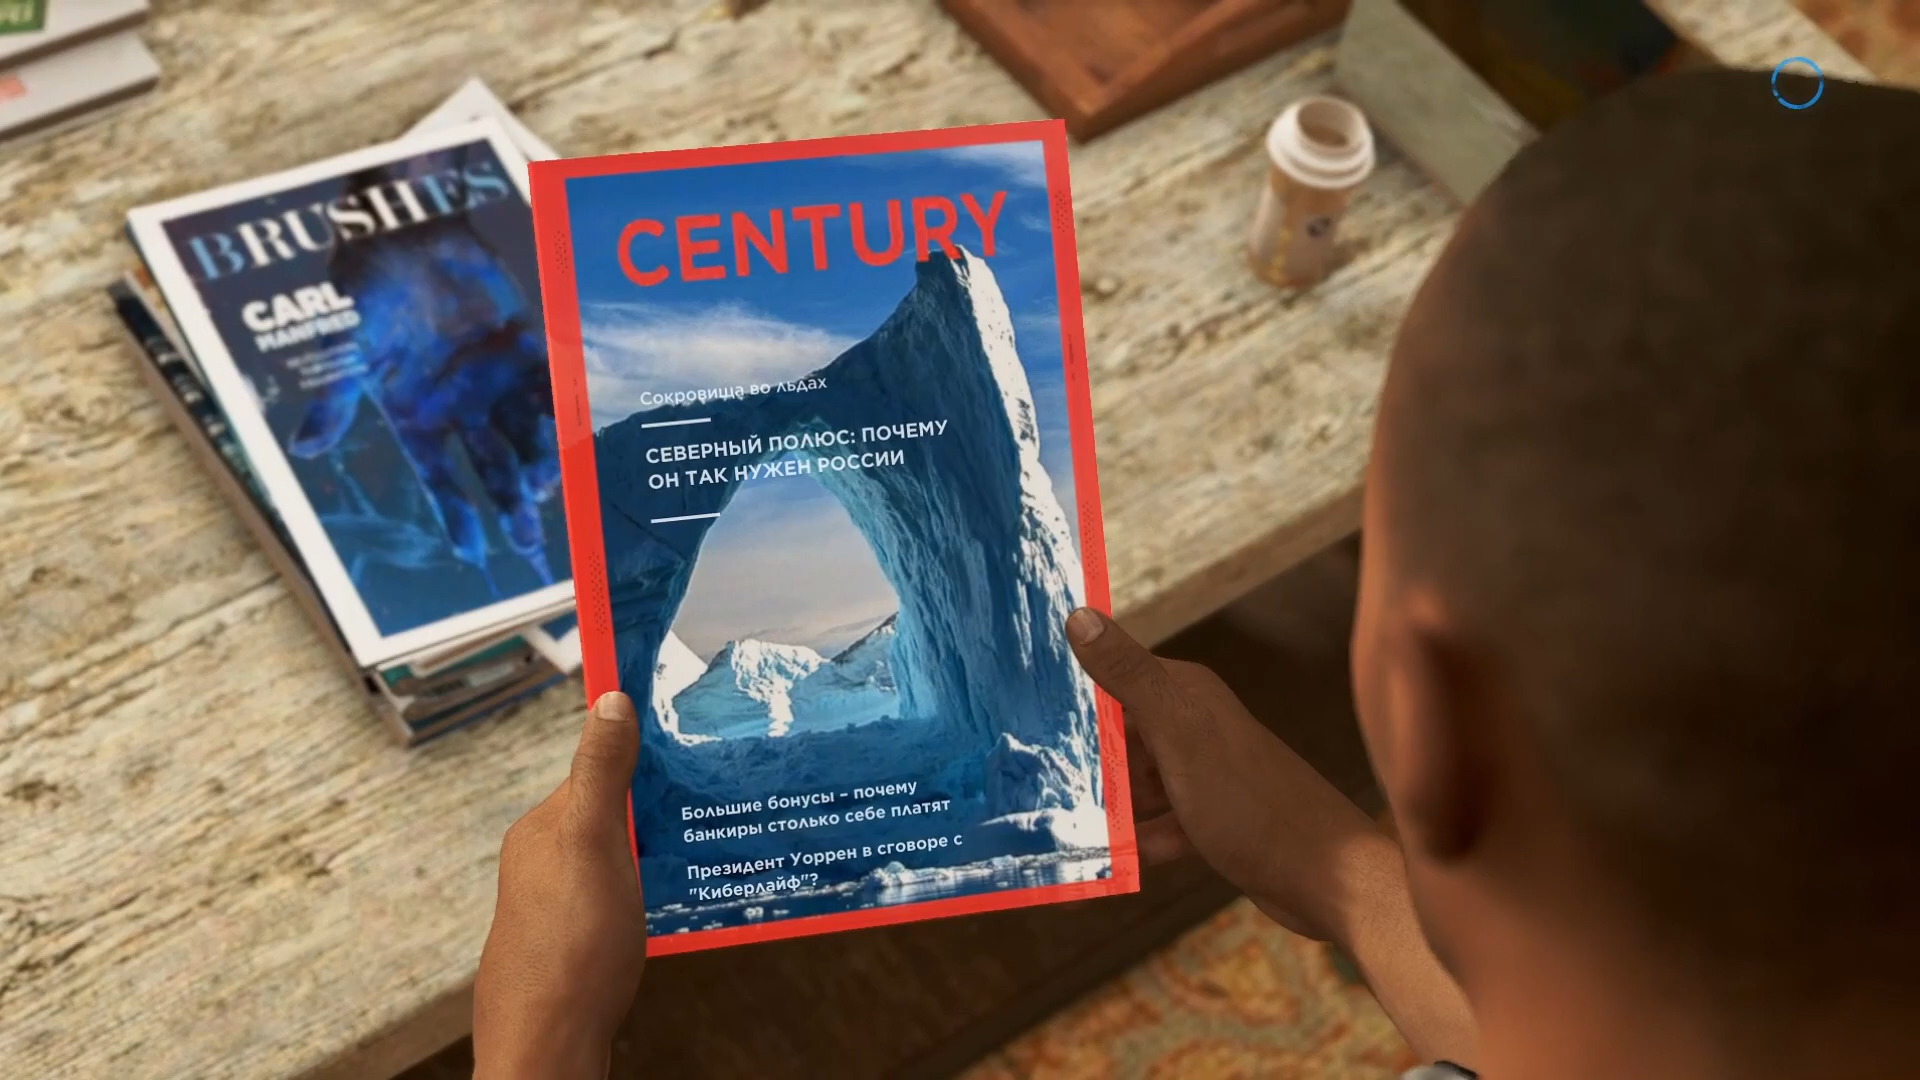 BRUSHES
CARL
MANFRED
CENTURY
Сокровища во льдах
СЕВЕРНЫЙ ПОЛЮС: ПОЧЕМУ
ОН ТАК НУЖЕН РОССИИ
Большие бонусы – почему
банкиры столько себе платят
Президент Уоррен в сговоре с
"Киберлайф"?